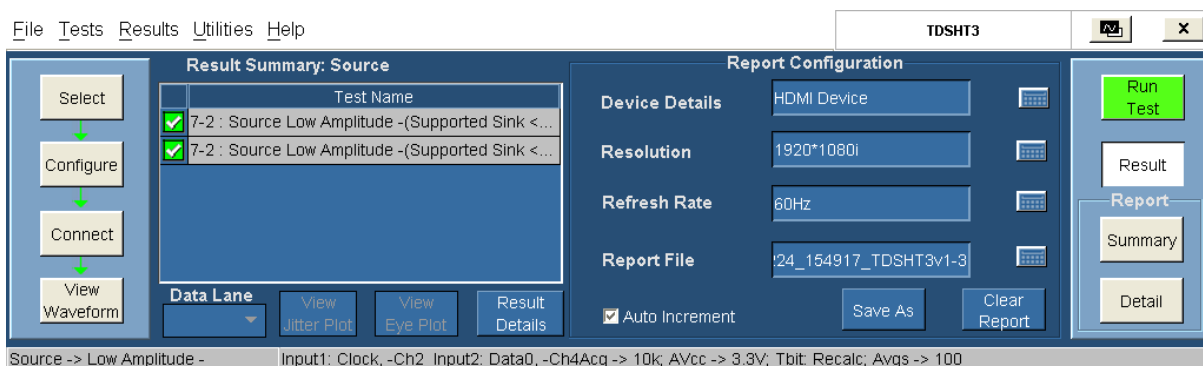 File Tests Results Utilities Help TDSHT3 x
Result Summary: Source
Report Configuration
Select
Test Name
Device Details HDMI Device
Run
Test
7-2 : Source Low Amplitude -(Supported Sink <...
7-2 : Source Low Amplitude -(Supported Sink <...
Configure
Resolution 1920*1080i
Result
Refresh Rate 60Hz
Report
Connect
Summary
Report File 24_154917_TDSHT3v1-3
View
Waveform
Data Lane
View
Jitter Plot
View
Eye Plot
Result
Details
Auto Increment
Save As
Clear
Report
Detail
Source -> Low Amplitude - Input1: Clock, -Ch2 Input2: Data0, -Ch4Acq -> 10k; AVcc -> 3.3V; Tbit: Recalc; Avgs -> 100